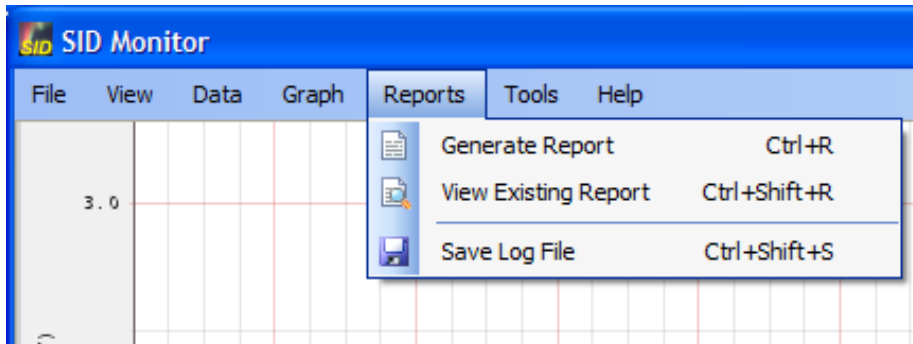 SID SID Monitor
File View Data Graph Reports Tools Help
Generate Report Ctrl+R
View Existing Report Ctrl+Shift+R
3.0
Save Log File Ctrl+Shift+S